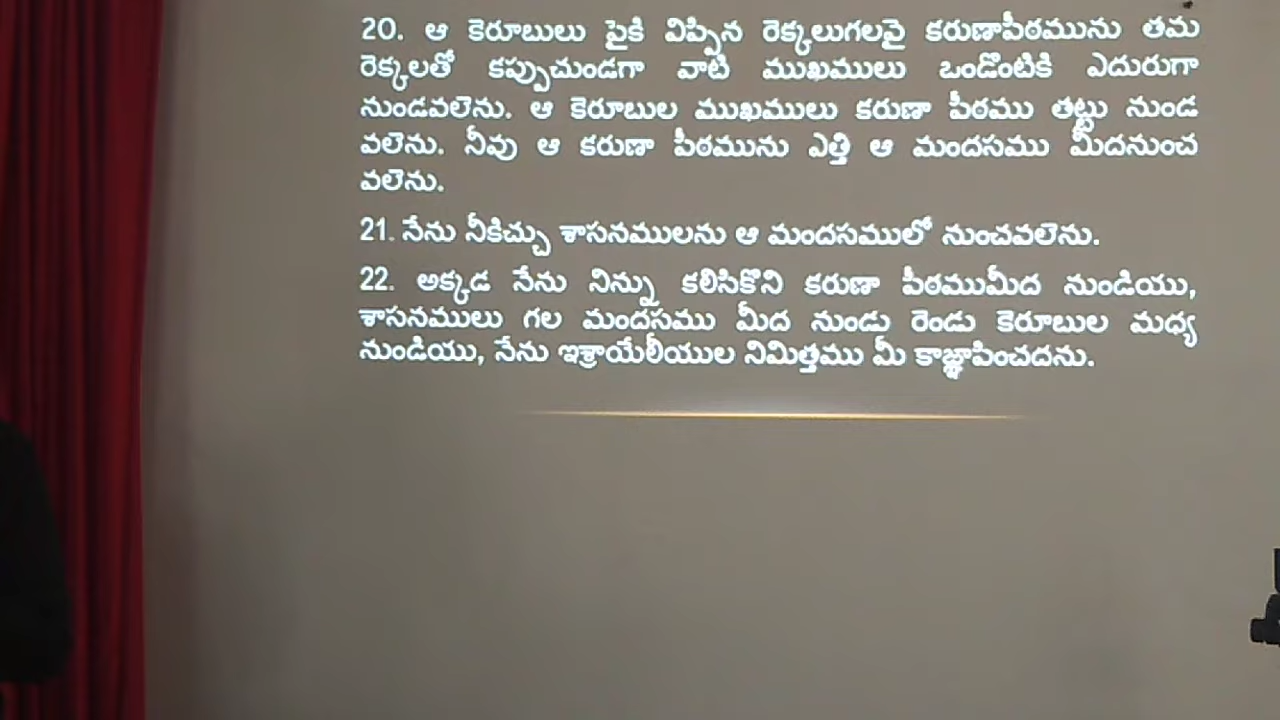 20. ఆ కెరూబులు పైకి విప్పిన రెక్కలుగలవై కరుణాపీఠమును తమ
రెక్కలతో కప్పుచుండగా వాటి ముఖములు ఒండొంటికి ఎదురుగా
నుండవలెను. ఆ కెరూబుల ముఖములు కరుణా పీఠము తట్టు నుండ
వలెను. నీవు ఆ కరుణా పీఠమును ఎత్తి ఆ మందసము మీదనుంచ
వలెను.
21. నేను నీకిచ్చు శాసనములను ఆ మందసములో నుంచవలెను.
22. అక్కడ నేను నిన్ను కలిసికొని కరుణా పీఠముమీద నుండియు,
శాసనములు గల మందసము మీద నుండు రెండు కెరూబుల మధ్య
నుండియు, నేను ఇశ్రాయేలీయుల నిమిత్తము మీ కాజ్ఞాపించదను.